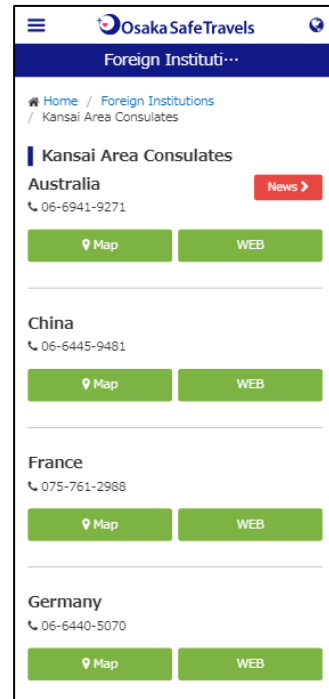 Osaka Safe Travels
Foreign Instituti…
Home / Foreign Institutions
/ Kansai Area Consulates
Kansai Area Consulates
Australia
News
06-6941-9271
Map WEB
China
06-6445-9481
Map WEB
France
075-761-2988
Map WEB
Germany
06-6440-5070
Map WEB